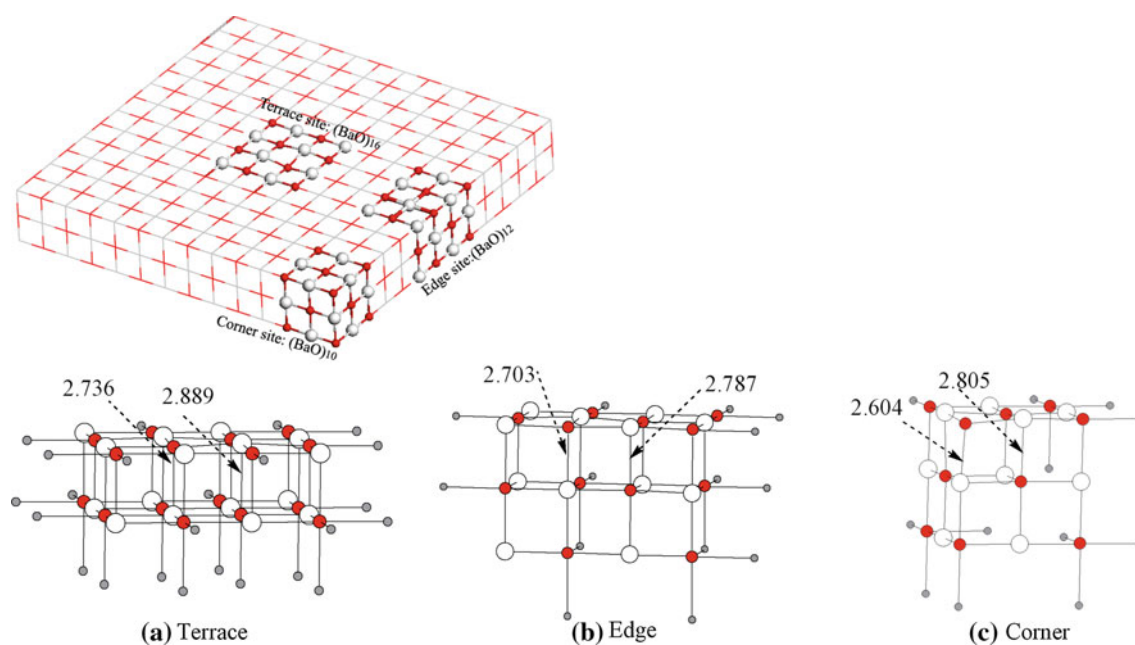 Terrace site: (BaO)16
Edge site:(BaO)12
Corner site: (BaO)10
2.736
2.889
2.703
2.787
2.805
2.604
(a) Terrace
(b) Edge
(c) Corner